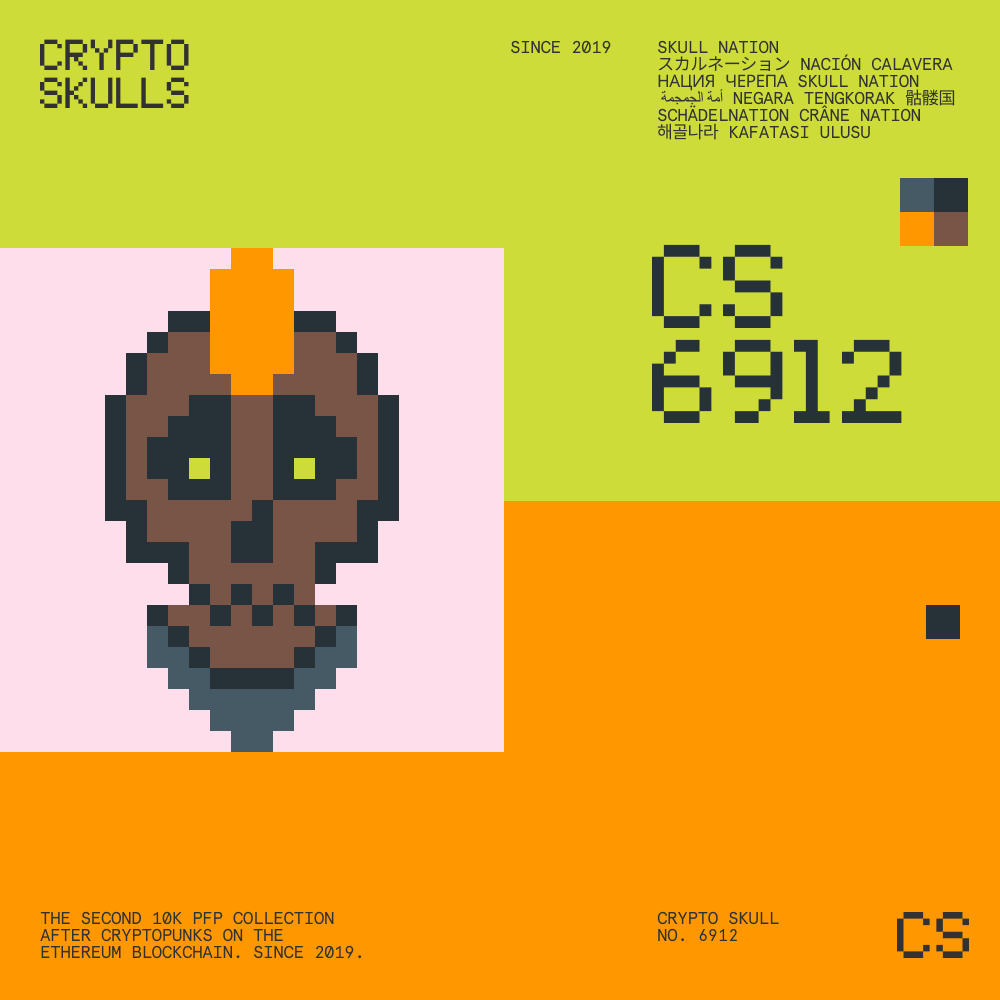 CRYPTO
SKULLS
SINCE 2019
SKULL NATION
スカルネーション NACIÓN CALAVERA
НАЦИЯ ЧЕРЕПА SKULL NATION
أمة الجمجمة NEGARA TENGKORAK 骷髅国
SCHÄDELNATION CRÂNE NATION
해골나라 KAFATASI ULUSU
CS
6912
THE SECOND 10K PFP COLLECTION
AFTER CRYPTOPUNKS ON THE
ETHEREUM BLOCKCHAIN. SINCE 2019.
CRYPTO SKULL
NO. 6912
CS